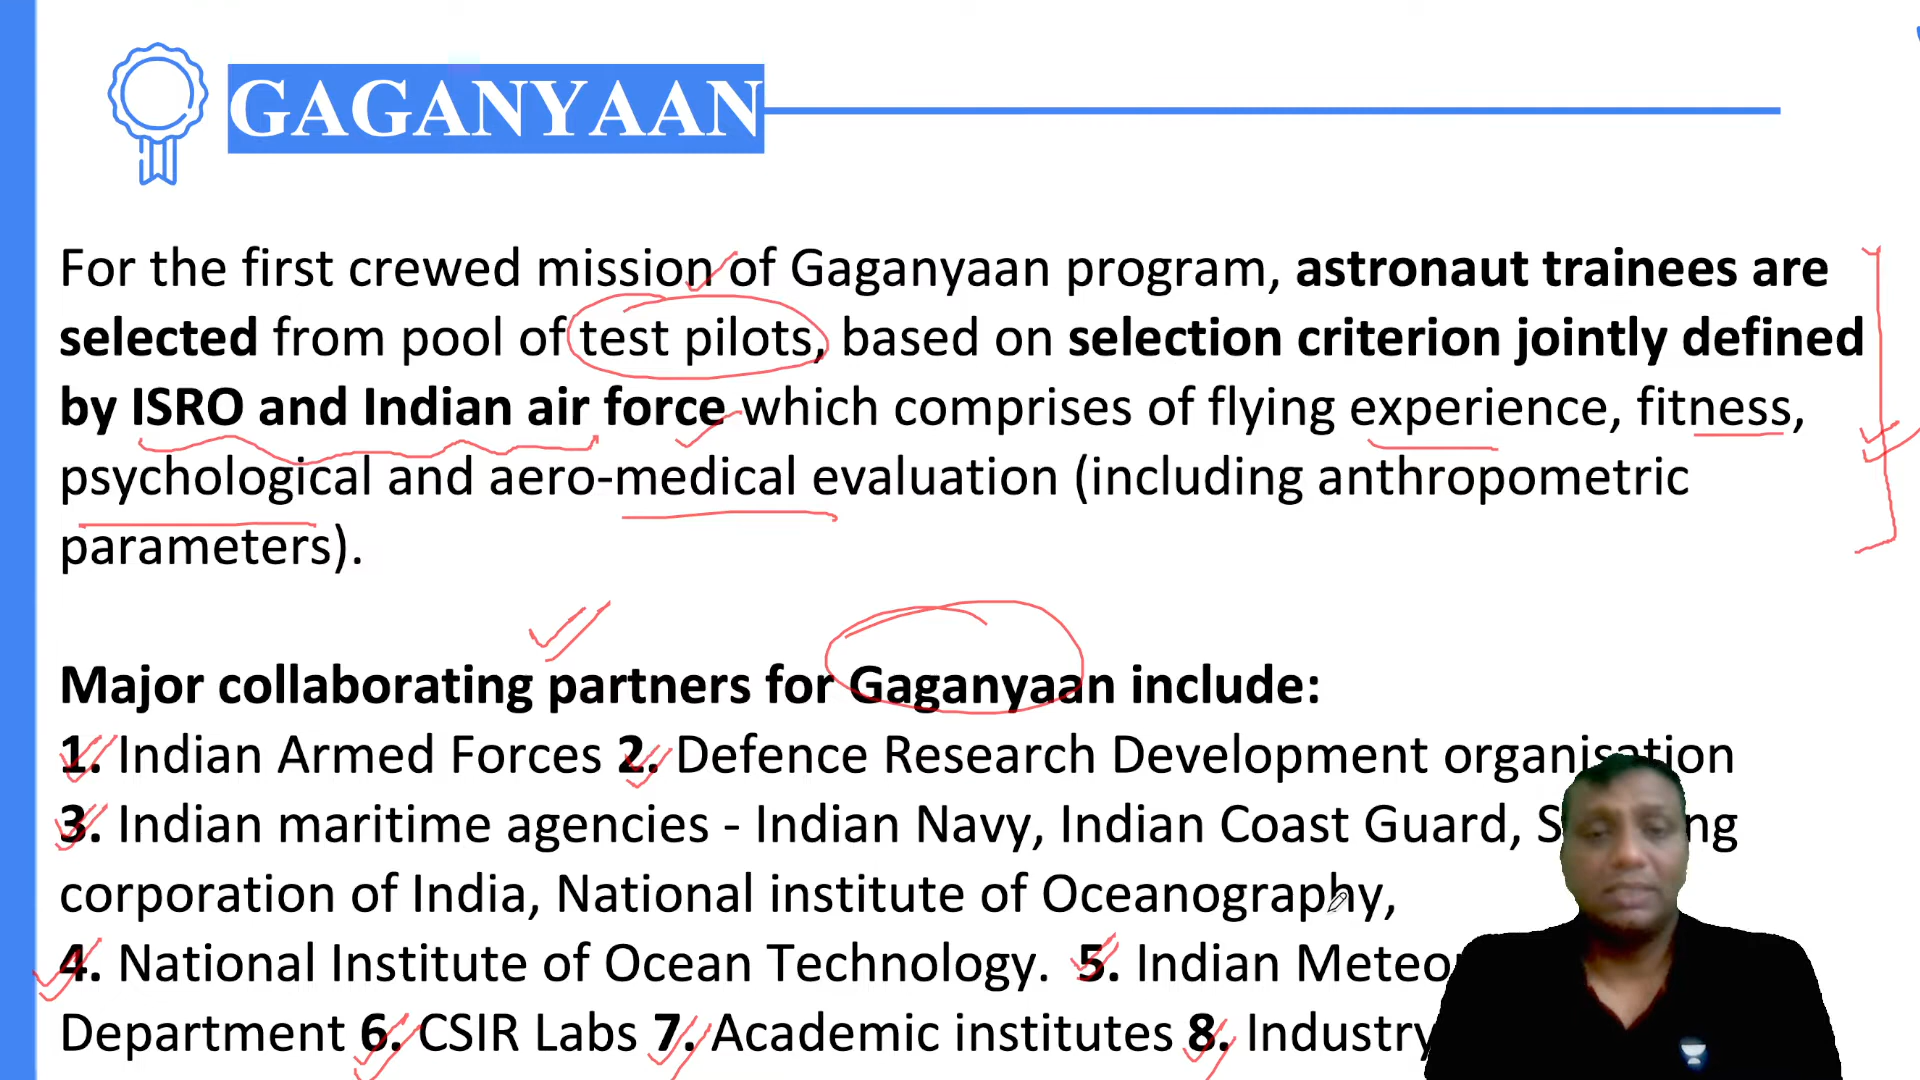 GAGANYAAN
For the first crewed mission of Gaganyaan program, astronaut trainees are
selected from pool of test pilots, based on selection criterion jointly defined
by ISRO and Indian air force which comprises of flying experience, fitness,
psychological and aero-medical evaluation (including anthropometric
parameters).
Major collaborating partners for Gaganyaan include:
1. Indian Armed Forces 2. Defence Research Development organisation
3. Indian maritime agencies - Indian Navy, Indian Coast Guard,
corporation of India, National institute of Oceanography,
4. National Institute of Ocean Technology. 5. Indian
Department 6. CSIR Labs 7. Academic institutes 8. Industry